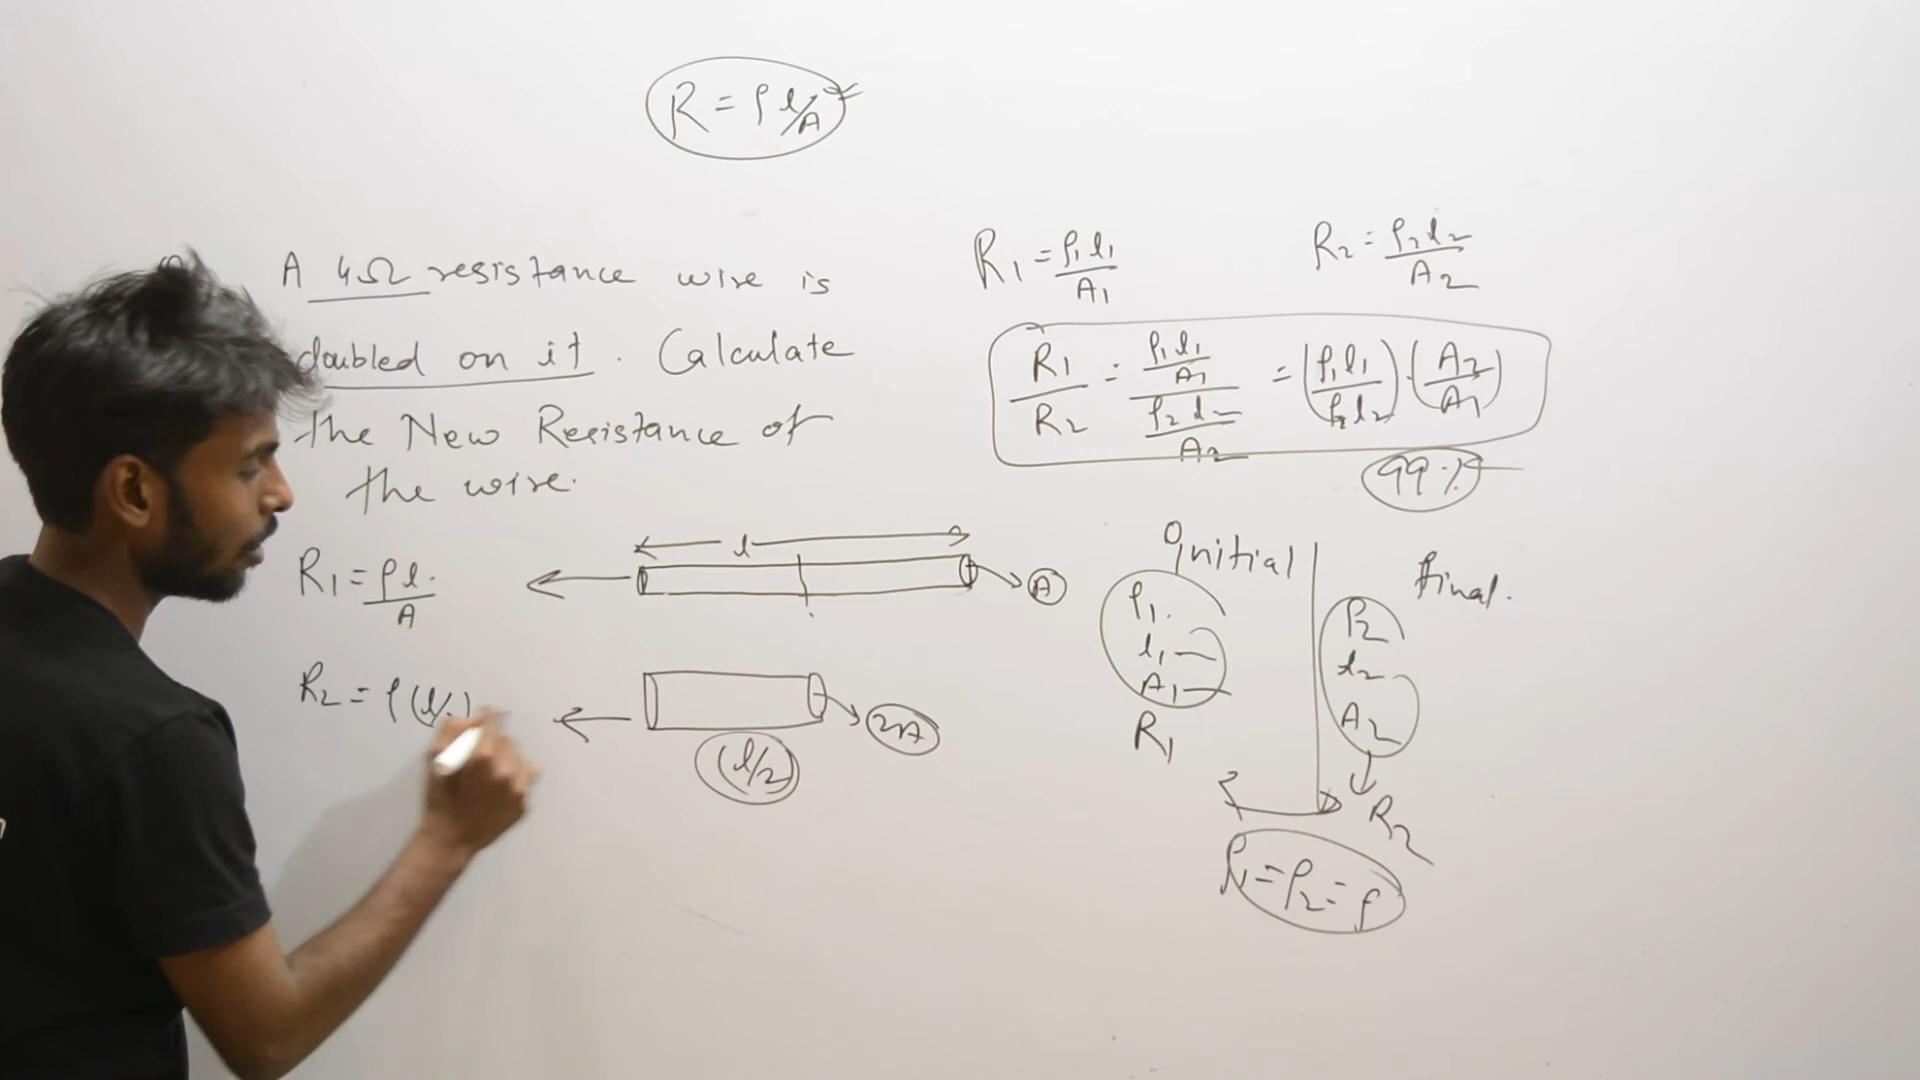 R = ρ l/A
A 4Ω resistance wire is
doubled on it. Calculate
the New Resistance of
the wire.
R1 = ρl/A
l
A
R2 = ρ(l/
(l/2)
2A
R1 = ρ1l1/A1
R2 = ρ2l2/A2
R1/R2 = (ρ1l1/A1)/(ρ2l2/A2) = (ρ1l1/ρ2l2)·(A2/A1)
99%
Initial
ρ1
l1
A1
R1
final.
ρ2
l2
A2
R2
ρ1=ρ2=ρ